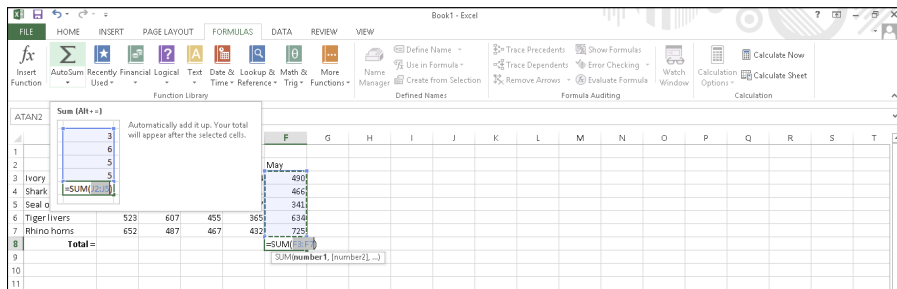 Book1 - Excel
FILE HOME INSERT PAGE LAYOUT FORMULAS DATA REVIEW VIEW
fx Σ ? A θ
Insert Function
AutoSum
Recently Used
Financial
Logical
Text
Date & Time
Lookup & Reference
Math & Trig
More Functions
Function Library
Name Manager
Define Name
Use in Formula
Create from Selection
Defined Names
Trace Precedents
Trace Dependents
Remove Arrows
Show Formulas
Error Checking
Evaluate Formula
Formula Auditing
Watch Window
Calculation Options
Calculate Now
Calculate Sheet
Calculation
ATAN2
Sum (Alt+=)
Automatically add it up. Your total
will appear after the selected cells.
3
6
5
5
=SUM(J2:J5)
F G H I J K L M N O P Q R S T
1
2 May
3 Ivory 490
4 Shark 466
5 Seal 341
6 Tiger livers 523 607 455 365 634
7 Rhino horns 652 487 467 432 725
8 Total = =SUM(F3:F7)
9 SUM(number1, [number2], ...)
10
11